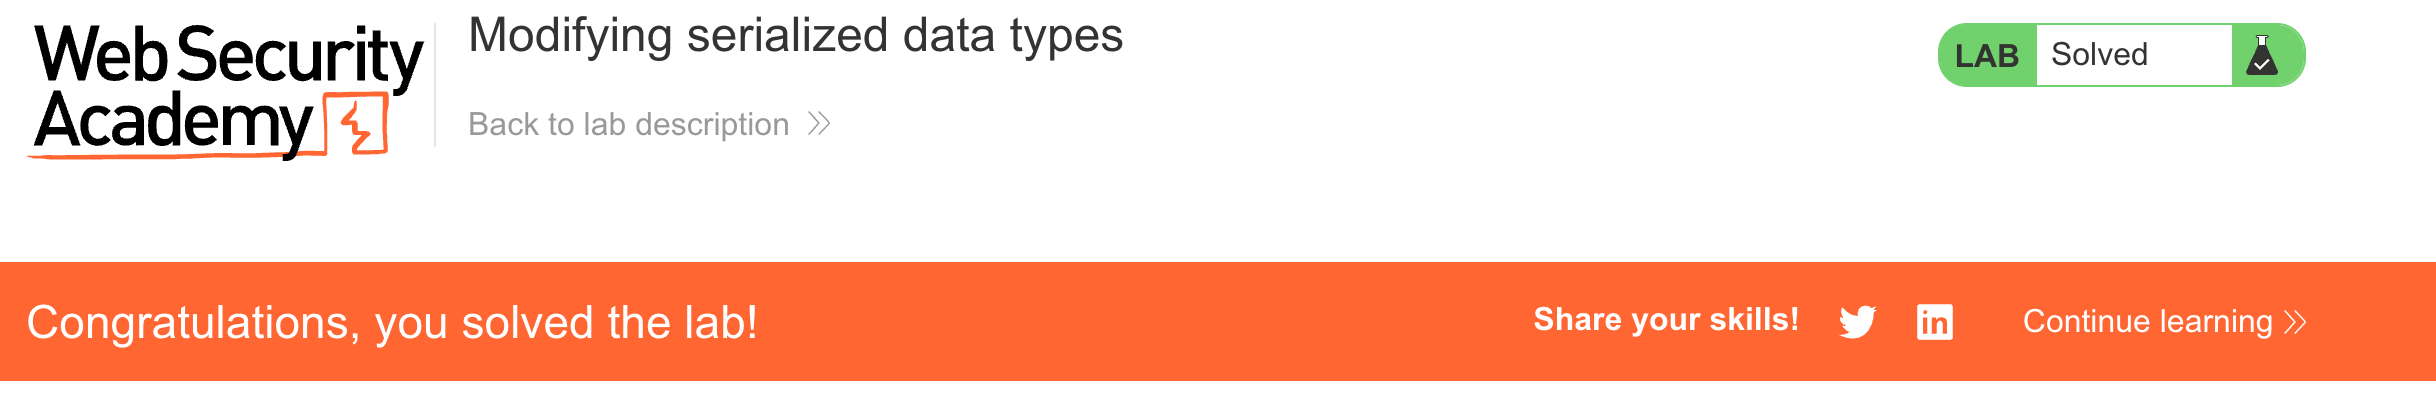 Web Security
Academy
Modifying serialized data types
Back to lab description
LAB Solved
Congratulations, you solved the lab!
Share your skills!
in
Continue learning